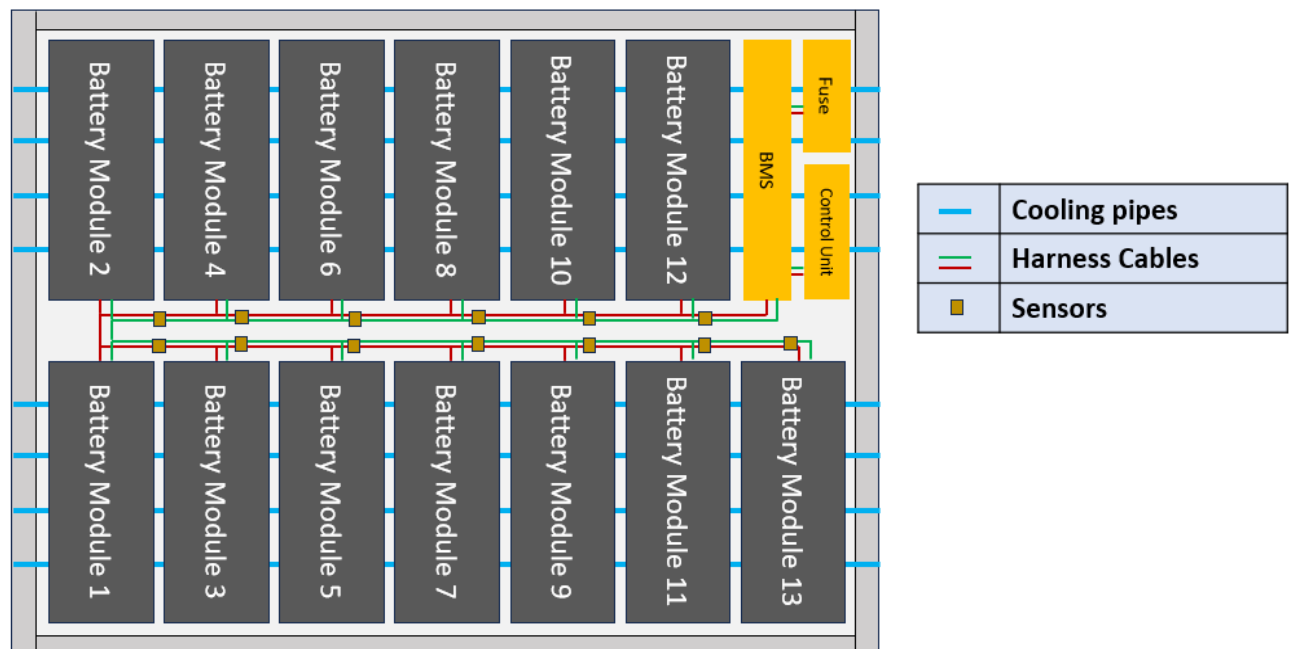 Battery Module 2
Battery Module 4
Battery Module 6
Battery Module 8
Battery Module 10
Battery Module 12
BMS
Fuse
Control Unit
Cooling pipes
Harness Cables
Sensors
Battery Module 1
Battery Module 3
Battery Module 5
Battery Module 7
Battery Module 9
Battery Module 11
Battery Module 13